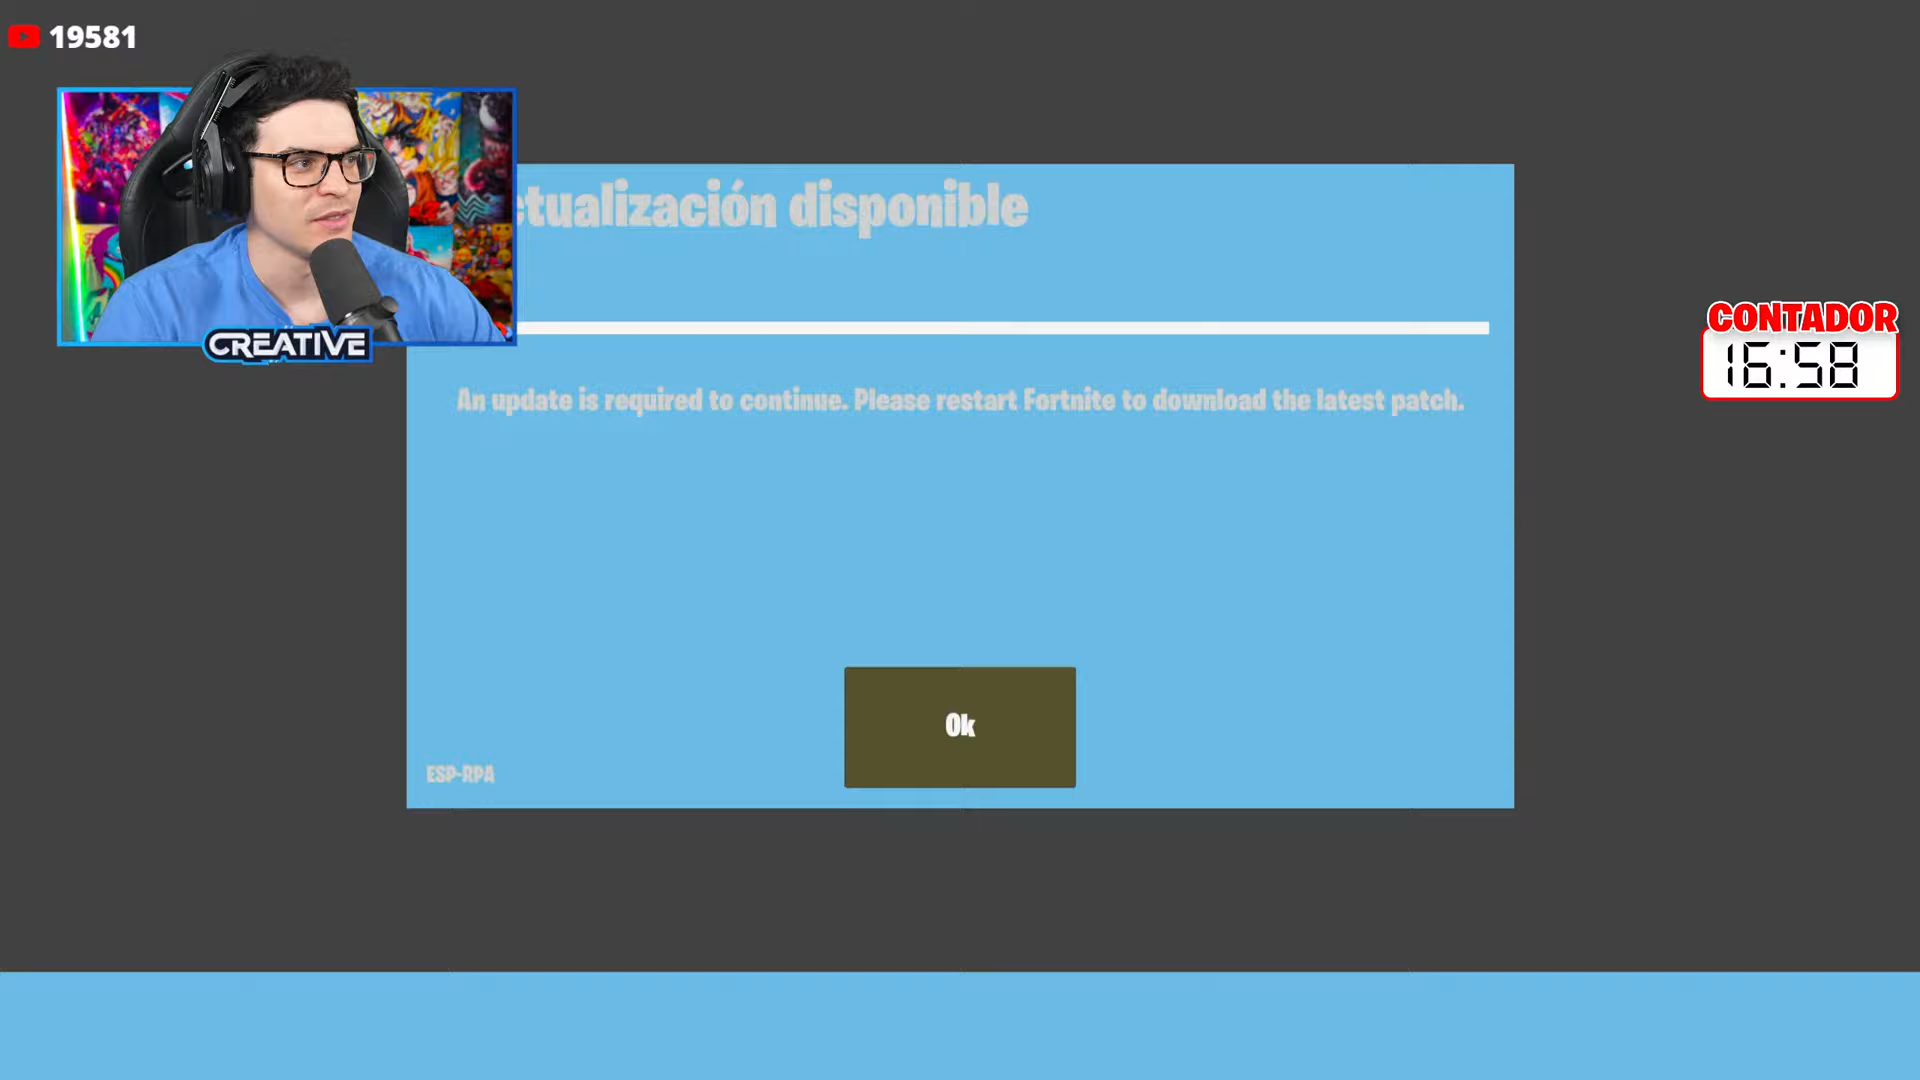 19581
CREATIVE
ctualización disponible
CONTADOR
16:58
An update is required to continue. Please restart Fortnite to download the latest patch.
Ok
ESP-RPA